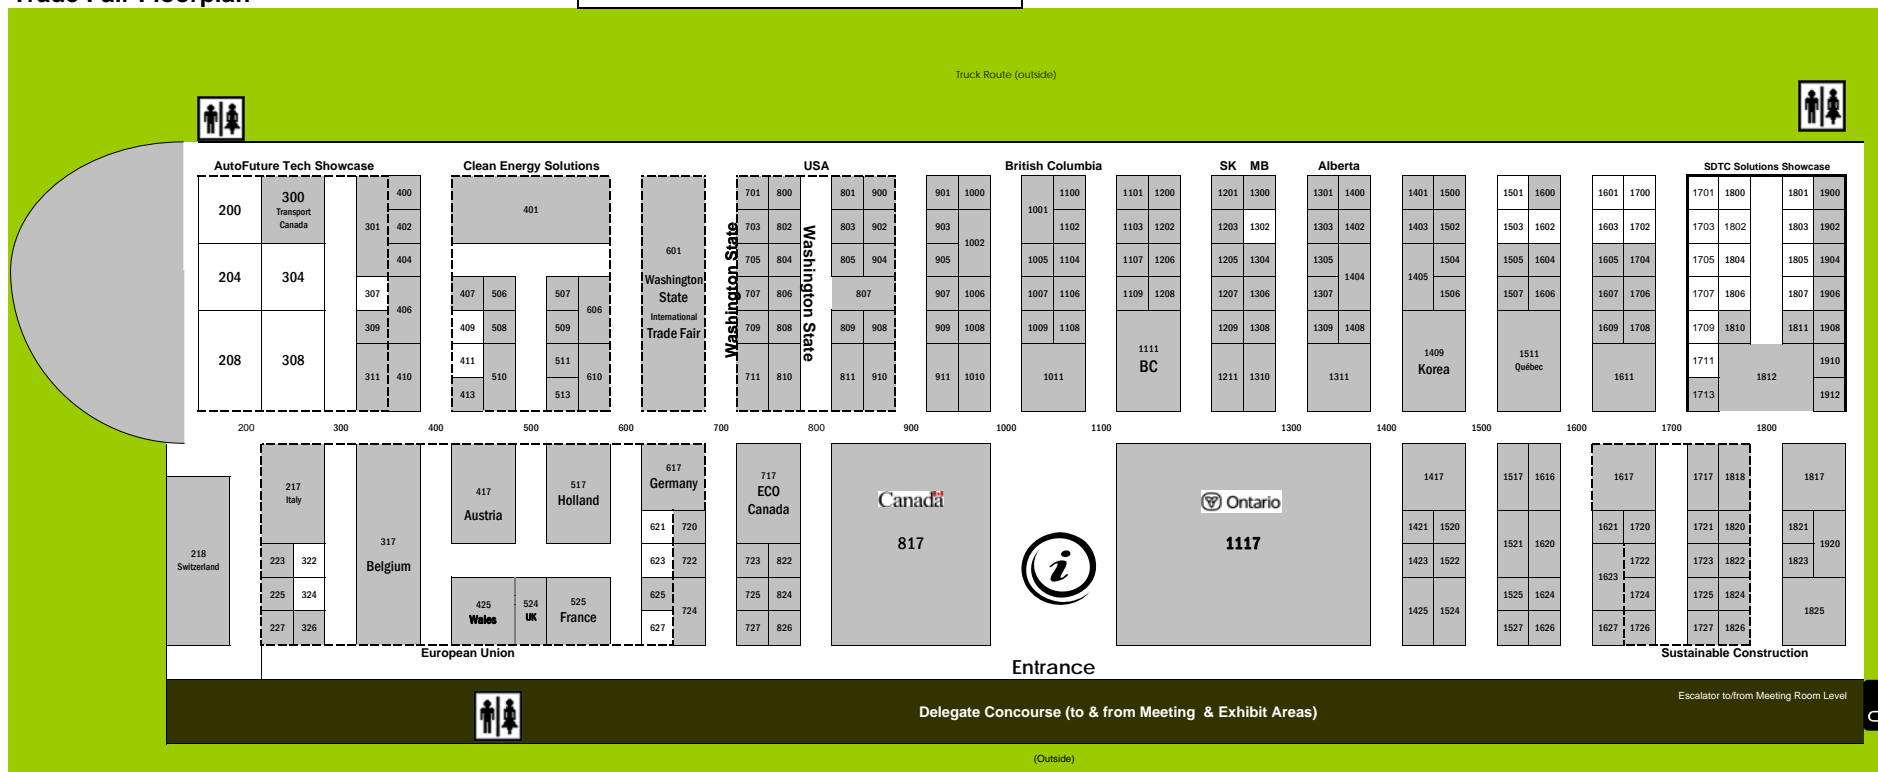 Trade Fair Floorplan
Truck Route (outside)
AutoFuture Tech Showcase Clean Energy Solutions USA British Columbia SK MB Alberta SDTC Solutions Showcase
200 300 Transport Canada 301 400
402
204 304 404
307 406
208 308 309
311 410
401
407 506 507 606
409 508 509
411 510 511 610
413 513
601
Washington
State
International
Trade Fair
Washington State
701 800
703 802
705 804
707 806
709 808
711 810
Washington State
801 900
803 902
805 904
807
809 908
811 910
901 1000
903 1002
905
907 1006
909 1008
911 1010
1001 1100
1102
1005 1104
1007 1106
1009 1108
1011
1101 1200
1103 1202
1107 1206
1109 1208
1111
BC
1201 1300
1203 1302
1205 1304
1207 1306
1209 1308
1211 1310
1301 1400
1303 1402
1305 1404
1307
1309 1408
1311
1401 1500
1403 1502
1405 1504
1506
1409
Korea
1501 1600
1503 1602
1505 1604
1507 1606
1511
Québec
1601 1700
1603 1702
1605 1704
1607 1706
1609 1708
1611
1701 1800 1801 1900
1703 1802 1803 1902
1705 1804 1805 1904
1707 1806 1807 1906
1709 1810 1811 1908
1711 1812 1910
1713 1912
200 300 400 500 600 700 800 900 1000 1100 1300 1400 1500 1600 1700 1800
218
Switzerland
217
Italy
223 322
225 324
227 326
317
Belgium
417
Austria
425
Wales
524
UK
517
Holland
525
France
617
Germany
621 720
623 722
625 724
627
717
ECO
Canada
723 822
725 824
727 826
Canada
817
i
Ontario
1117
1417
1421 1520
1423 1522
1425 1524
1517 1616
1521 1620
1525 1624
1527 1626
1617
1621 1720
1623 1722
1724
1627 1726
1717 1818
1721 1820
1723 1822
1725 1824
1727 1826
1817
1821 1920
1823
1825
European Union Sustainable Construction
Entrance
Escalator to/from Meeting Room Level
Delegate Concourse (to & from Meeting & Exhibit Areas)
(Outside)